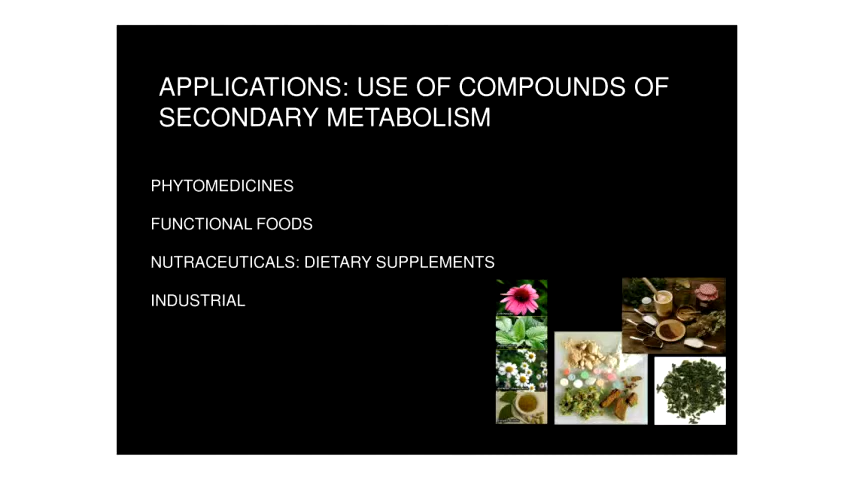 APPLICATIONS: USE OF COMPOUNDS OF
SECONDARY METABOLISM
PHYTOMEDICINES
FUNCTIONAL FOODS
NUTRACEUTICALS: DIETARY SUPPLEMENTS
INDUSTRIAL